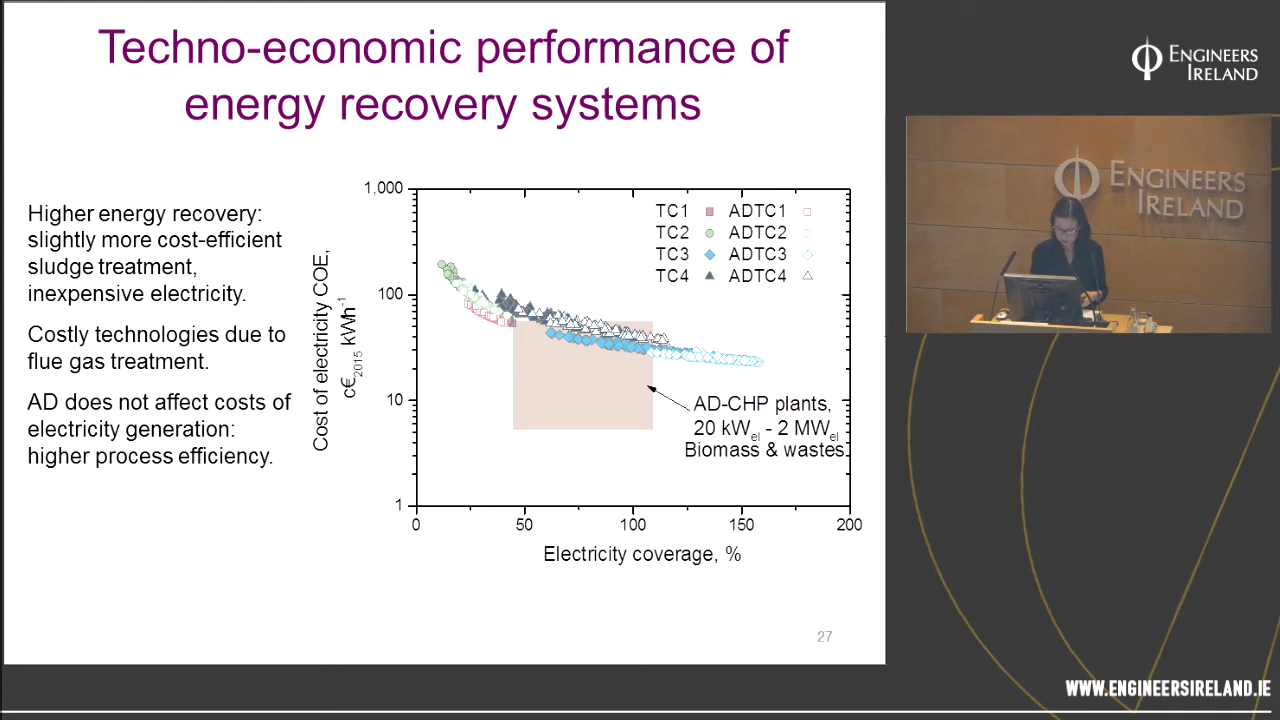 Techno-economic performance of
energy recovery systems
Higher energy recovery:
slightly more cost-efficient
sludge treatment,
inexpensive electricity.
Costly technologies due to
flue gas treatment.
AD does not affect costs of
electricity generation:
higher process efficiency.
Cost of electricity COE,
c€2015 kWh-1
1,000
100
10
1
0 50 100 150 200
Electricity coverage, %
TC1 ADTC1
TC2 ADTC2
TC3 ADTC3
TC4 ADTC4
AD-CHP plants,
20 kWel - 2 MWel
Biomass & wastes.
27
ENGINEERS
IRELAND
ENGINEERS
IRELAND
WWW.ENGINEERSIRELAND.IE